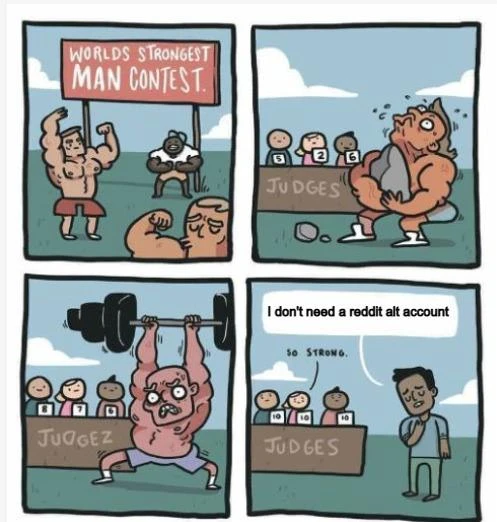 WORLDS STRONGEST
MAN CONTEST.
5 2 6
JUDGES
8 7 6
JUDGEZ
I don't need a reddit alt account
SO STRONG.
10 10 10
JUDGES